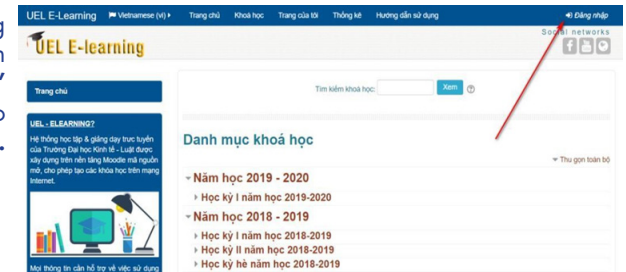 UEL E-Learning Vietnamese (vi) Trang chủ Khoá học Trang của tôi Thống kê Hướng dẫn sử dụng Đăng nhập
Social networks
UEL E-learning
Trang chủ
Tìm kiếm khoá học: Xem
UEL - ELEARNING?
Hệ thống học tập & giảng dạy trực tuyến
của Trường Đại học Kinh tế - Luật được
xây dựng trên nền tảng Moodle mã nguồn
mở, cho phép tạo các khóa học trên mạng
Internet.
Danh mục khoá học
Thu gọn toàn bộ
Năm học 2019 - 2020
Học kỳ I năm học 2019-2020
Năm học 2018 - 2019
Học kỳ I năm học 2018-2019
Học kỳ II năm học 2018-2019
Học kỳ hè năm học 2018-2019
Mọi thông tin cần hỗ trợ về việc sử dụng